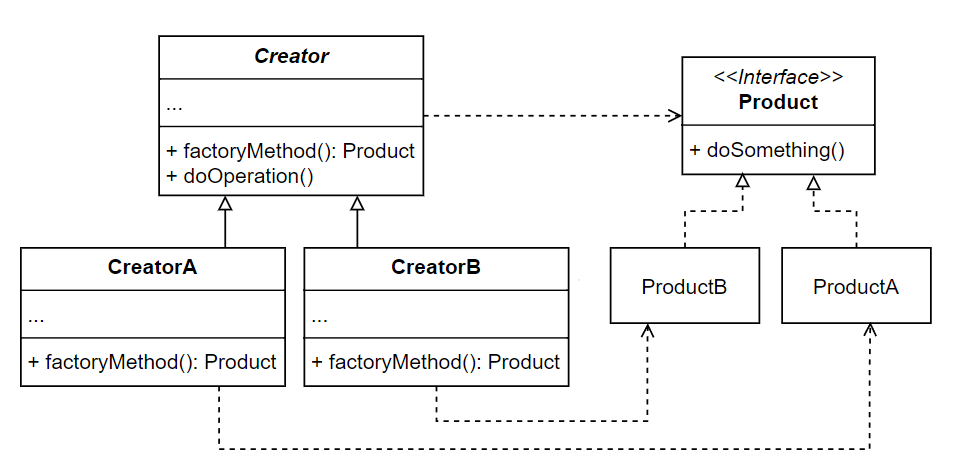 Creator
...
+ factoryMethod(): Product
+ doOperation()
<<Interface>>
Product
+ doSomething()
CreatorA
...
+ factoryMethod(): Product
CreatorB
...
+ factoryMethod(): Product
ProductB
ProductA